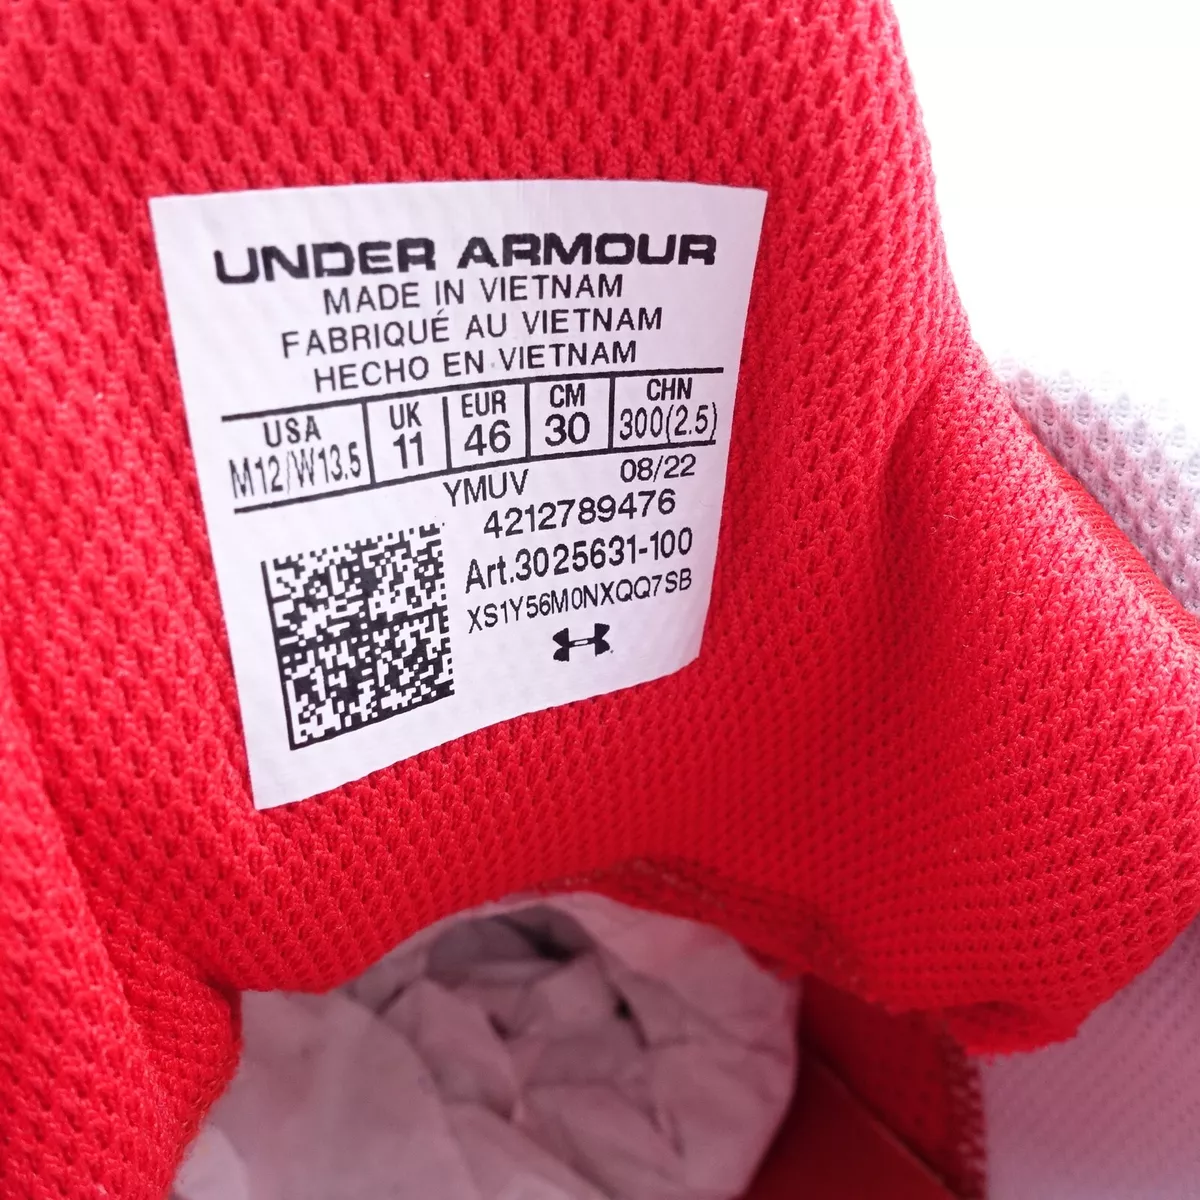 UNDER ARMOUR
MADE IN VIETNAM
FABRIQUÉ AU VIETNAM
HECHO EN VIETNAM
USA UK EUR CM CHN
M12/W13.5 11 46 30 300(2.5)
YMUV 08/22
4212789476
Art.3025631-100
XS1Y56M0NXQQ7SB